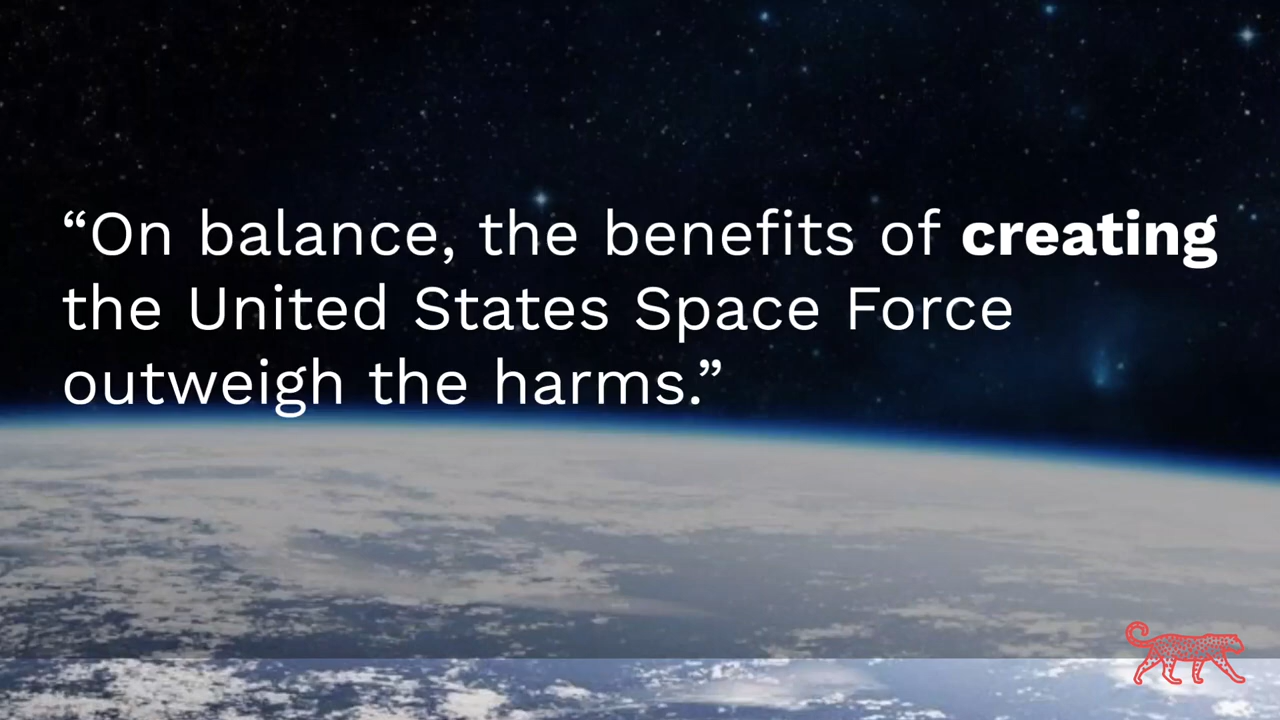 “On balance, the benefits of creating
the United States Space Force
outweigh the harms.”